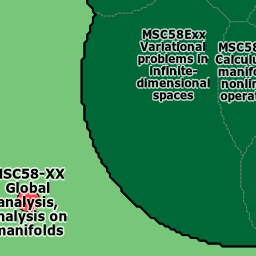 MSC58Exx
Variational
problems in
infinite-
dimensional
spaces
MSC58
Calculu
manifo
nonlin
operat
MSC58-XX
Global
analysis,
analysis on
manifolds